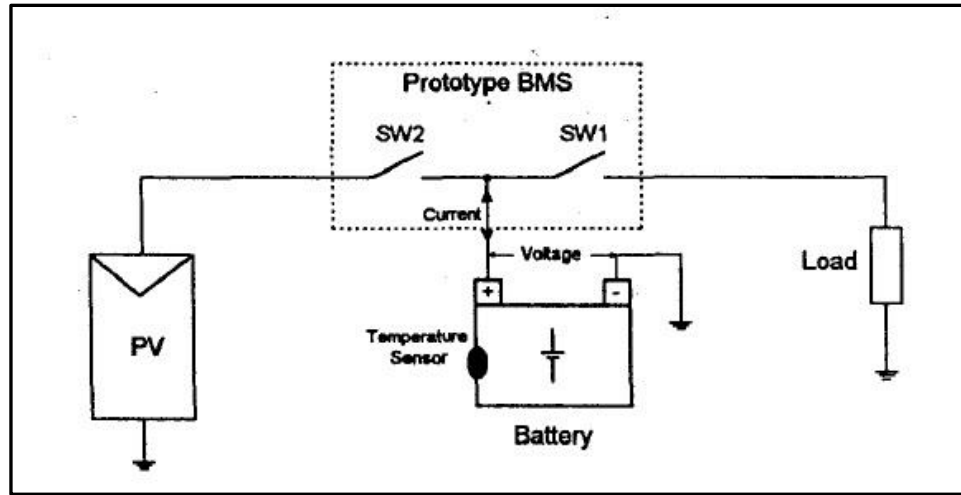 Prototype BMS
SW2
SW1
Current
Voltage
+
-
Load
PV
Temperature
Sensor
Battery